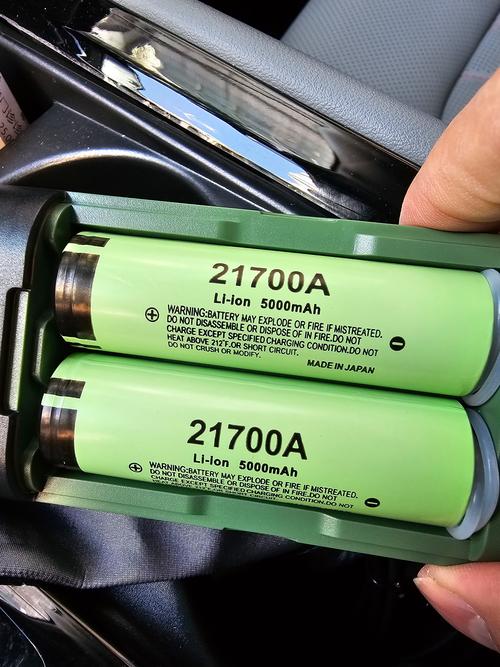 21700A
Li-ion 5000mAh
⊕ WARNING:BATTERY MAY EXPLODE OR FIRE IF MISTREATED.
DO NOT DISASSEMBLE OR DISPOSE OF IN FIRE.DO NOT
CHARGE EXCEPT SPECIFIED CHARGING CONDITION.DO NOT
HEAT ABOVE 212°F.OR SHORT CIRCUIT.
DO NOT CRUSH OR MODIFY.
MADE IN JAPAN
⊖
21700A
Li-ion 5000mAh
⊕ WARNING:BATTERY MAY EXPLODE OR FIRE IF MISTREATED.
DO NOT DISASSEMBLE OR DISPOSE OF IN FIRE.DO NOT
CHARGE EXCEPT SPECIFIED CHARGING CONDITION.DO NOT
⊖